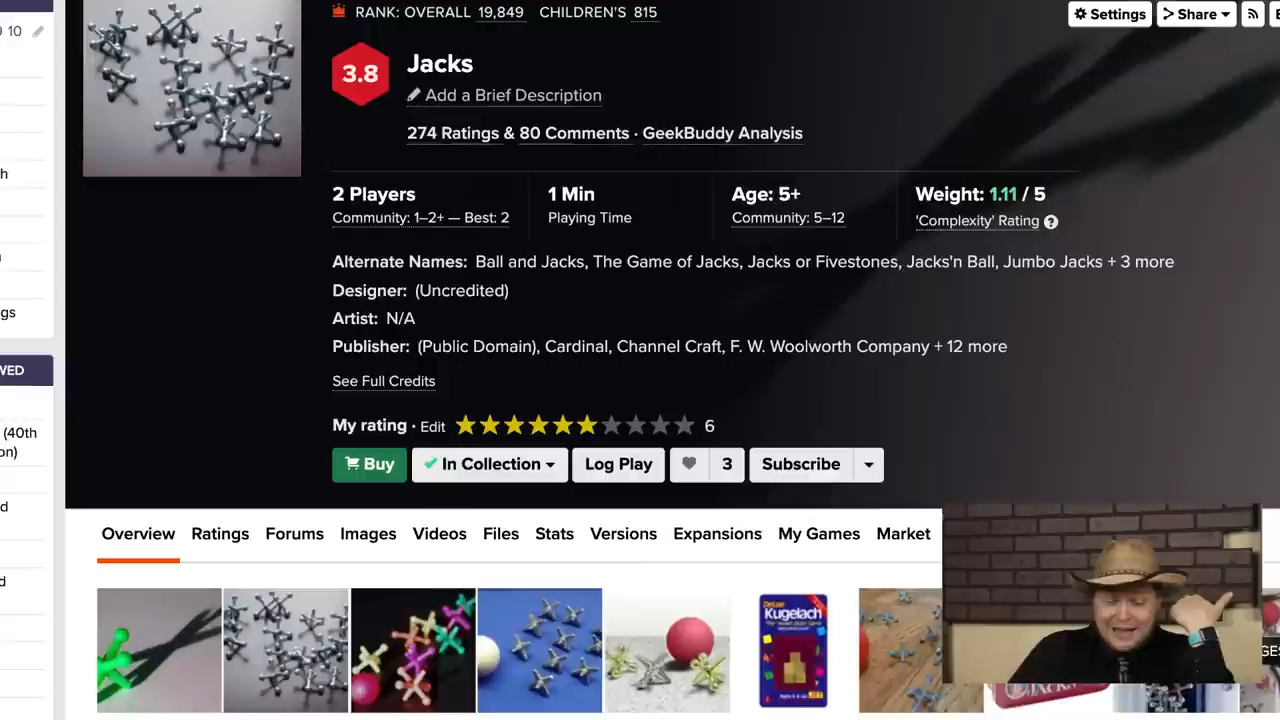 RANK: OVERALL 19,849 CHILDREN'S 815
Settings
Share
9 10
3.8
Jacks
Add a Brief Description
274 Ratings & 80 Comments · GeekBuddy Analysis
2 Players
Community: 1–2+ — Best: 2
1 Min
Playing Time
Age: 5+
Community: 5–12
Weight: 1.11 / 5
'Complexity' Rating ?
Alternate Names: Ball and Jacks, The Game of Jacks, Jacks or Fivestones, Jacks'n Ball, Jumbo Jacks + 3 more
Designer: (Uncredited)
Artist: N/A
Publisher: (Public Domain), Cardinal, Channel Craft, F. W. Woolworth Company + 12 more
See Full Credits
My rating · Edit 6
Buy
In Collection
Log Play
3
Subscribe
h
gs
WED
(40th
on)
d
d
Overview Ratings Forums Images Videos Files Stats Versions Expansions My Games Market
Deluxe
Kugelach
GES